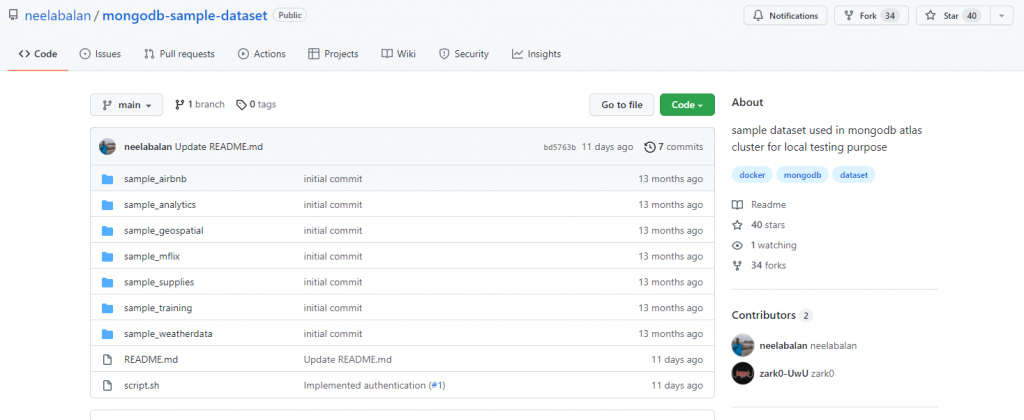 neelabalan / mongodb-sample-dataset Public
Notifications Fork 34 Star 40
Code Issues Pull requests Actions Projects Wiki Security Insights
main 1 branch 0 tags Go to file Code
neelabalan Update README.md bd5763b 11 days ago 7 commits
sample_airbnb initial commit 13 months ago
sample_analytics initial commit 13 months ago
sample_geospatial initial commit 13 months ago
sample_mflix initial commit 13 months ago
sample_supplies initial commit 13 months ago
sample_training initial commit 13 months ago
sample_weatherdata initial commit 13 months ago
README.md Update README.md 11 days ago
script.sh Implemented authentication (#1) 11 days ago
About
sample dataset used in mongodb atlas
cluster for local testing purpose
docker mongodb dataset
Readme
40 stars
1 watching
34 forks
Contributors 2
neelabalan neelabalan
zark0-UwU zark0